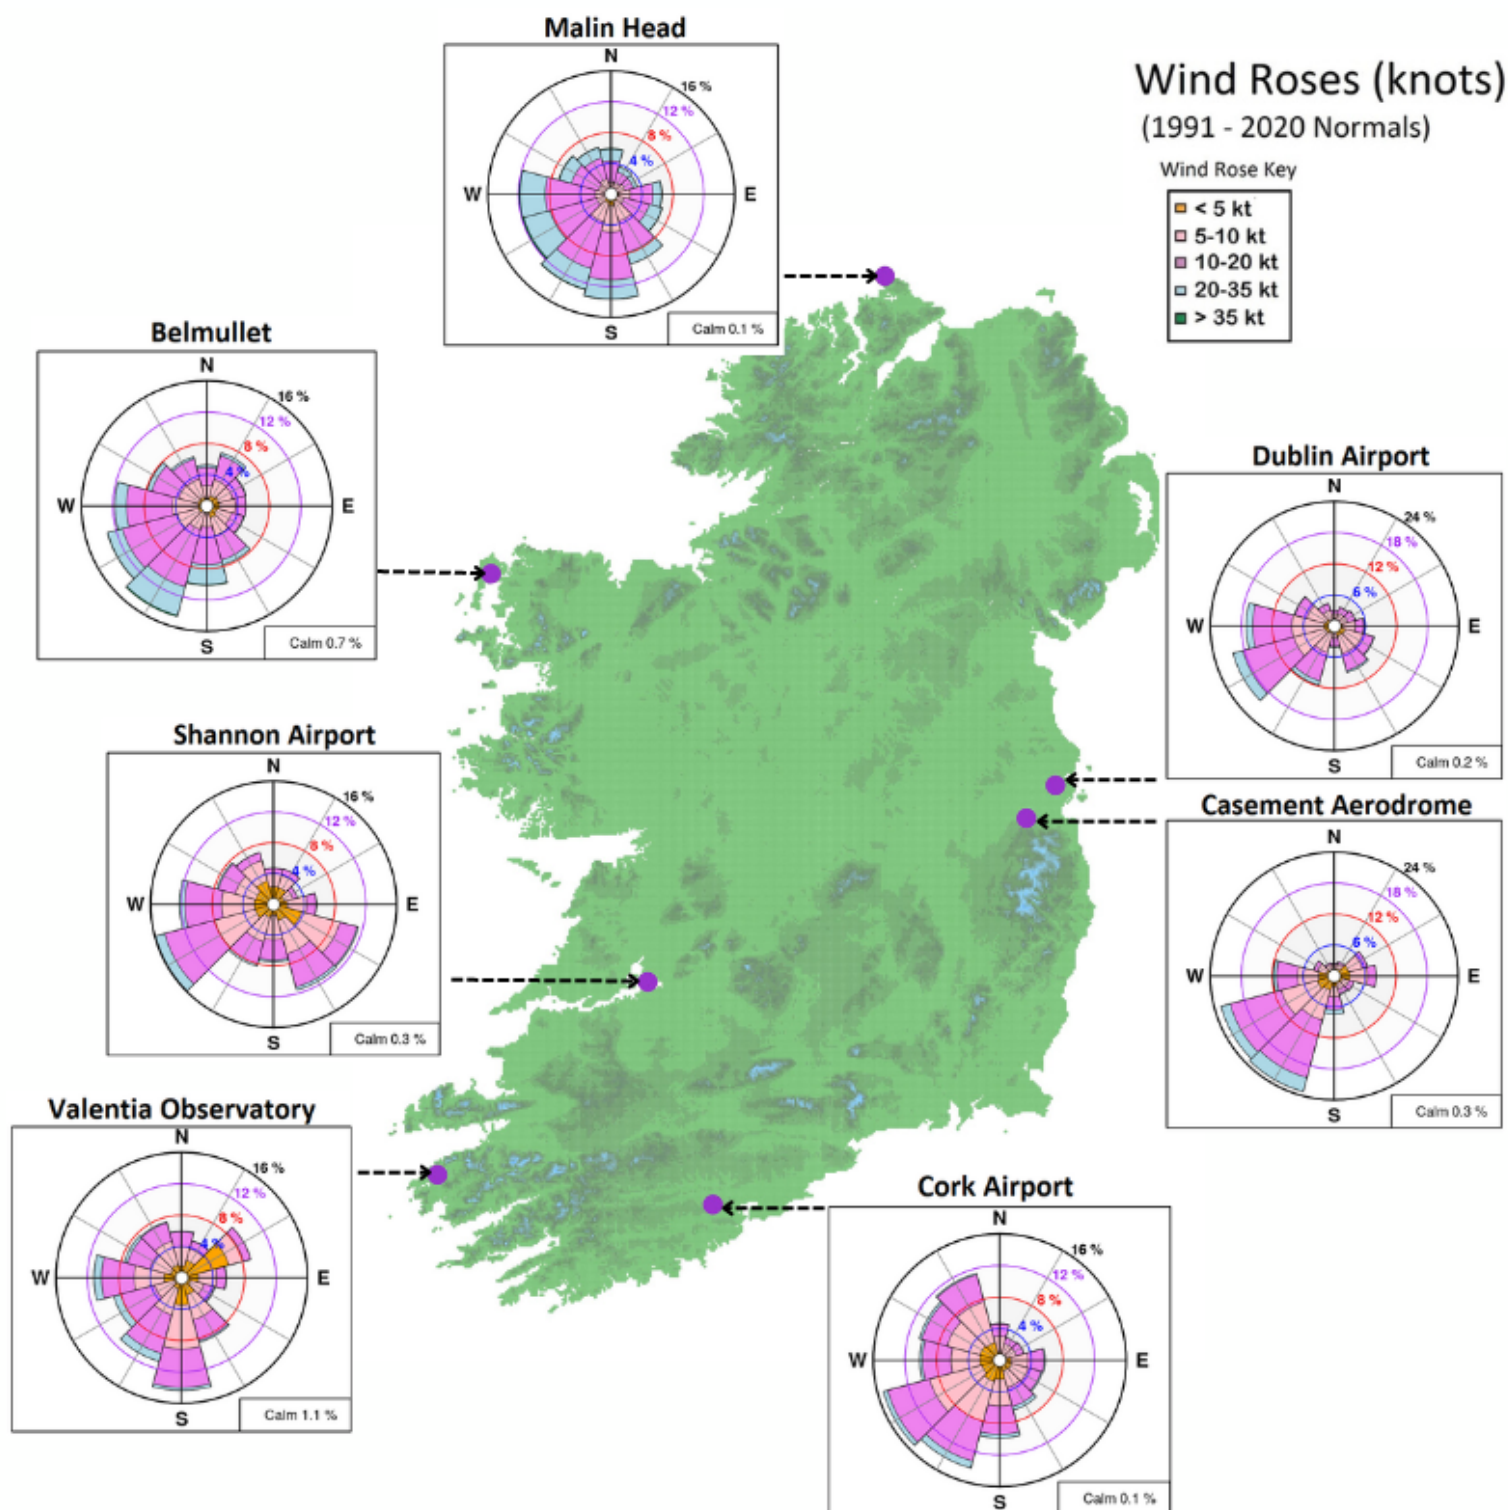 Malin Head
N
16 %
12 %
8 %
4 %
W
E
S
Calm 0.1 %
Wind Roses (knots)
(1991 - 2020 Normals)
Wind Rose Key
< 5 kt
5-10 kt
10-20 kt
20-35 kt
> 35 kt
Belmullet
N
16 %
12 %
8 %
4 %
W
E
S
Calm 0.7 %
Dublin Airport
N
24 %
18 %
12 %
6 %
W
E
S
Calm 0.2 %
Shannon Airport
N
16 %
12 %
8 %
4 %
W
E
S
Calm 0.3 %
Casement Aerodrome
N
24 %
18 %
12 %
6 %
W
E
S
Calm 0.3 %
Valentia Observatory
N
16 %
12 %
8 %
4 %
W
E
S
Calm 1.1 %
Cork Airport
N
16 %
12 %
8 %
4 %
W
E
S
Calm 0.1 %